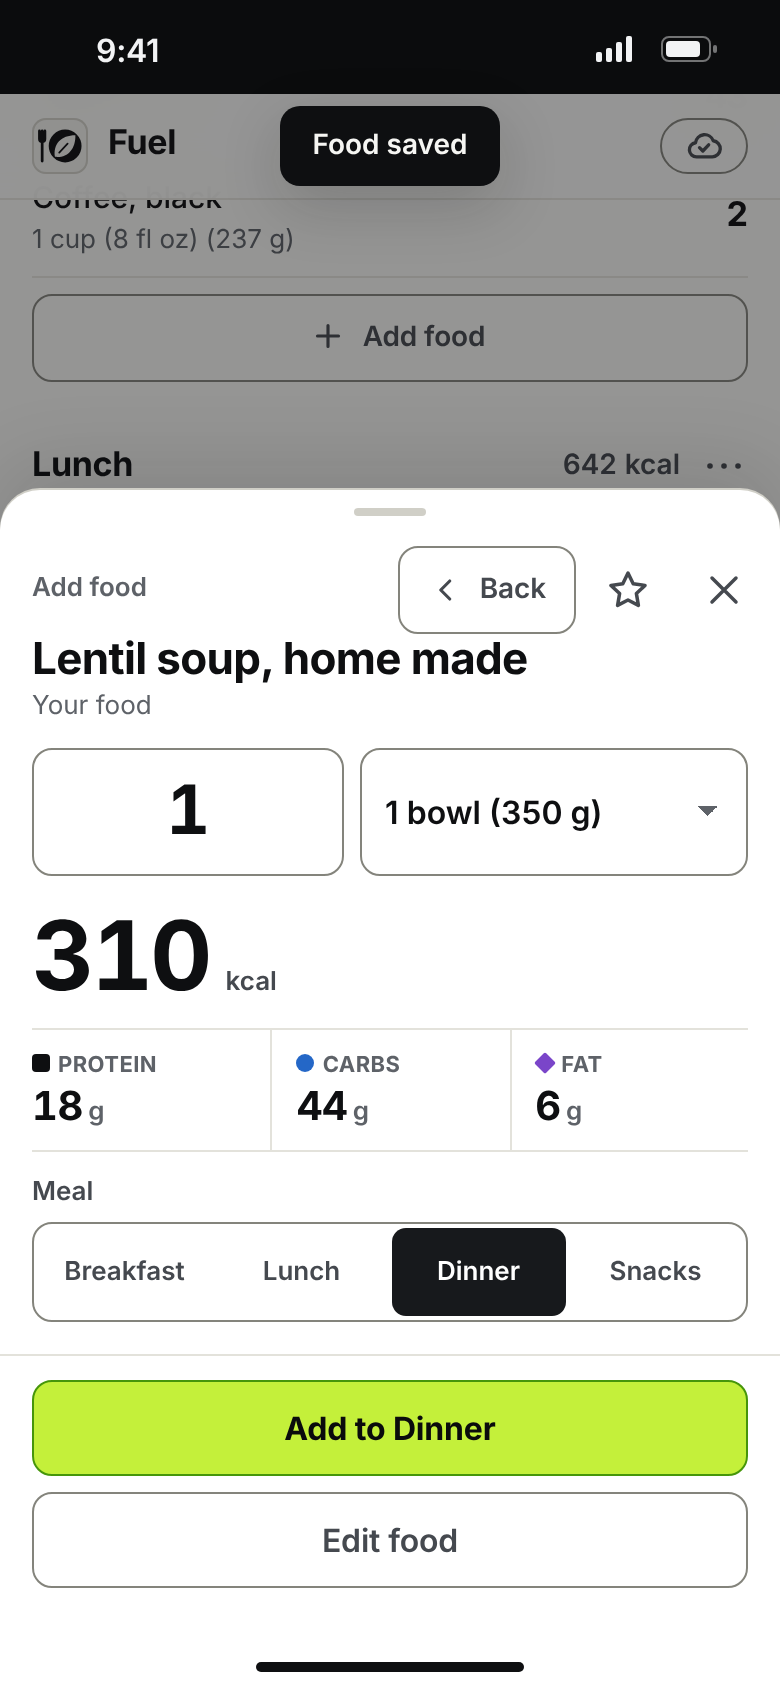 9:41
Fuel
Food saved
Coffee, black
1 cup (8 fl oz) (237 g)
2
Add food
Lunch
642 kcal
Add food
Back
Lentil soup, home made
Your food
1
1 bowl (350 g)
310 kcal
PROTEIN
18 g
CARBS
44 g
FAT
6 g
Meal
Breakfast
Lunch
Dinner
Snacks
Add to Dinner
Edit food